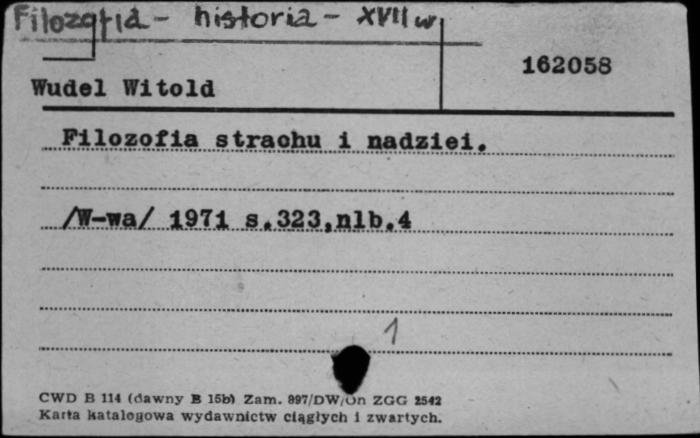 Filozofia - historia - XVII w.
162058
Wudel Witold
Filozofia strachu i nadziei.
/W-wa/ 1971 s.323,nlb.4
1
CWD B 114 (dawny B 15b) Zam. 897/DW/On ZGG 2542
Karta katalogowa wydawnictw ciągłych i zwartych.